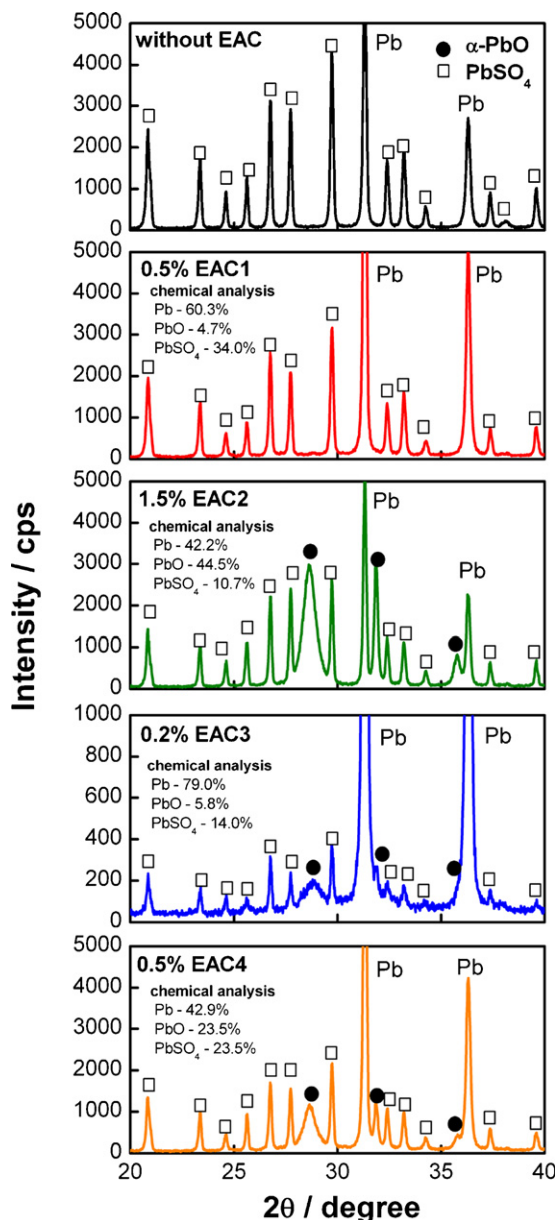 Intensity / cps
without EAC
Pb
● α-PbO
□ PbSO4
Pb
5000
4000
3000
2000
1000
0
0.5% EAC1
chemical analysis
Pb - 60.3%
PbO - 4.7%
PbSO4 - 34.0%
Pb
Pb
5000
4000
3000
2000
1000
0
1.5% EAC2
chemical analysis
Pb - 42.2%
PbO - 44.5%
PbSO4 - 10.7%
Pb
Pb
5000
4000
3000
2000
1000
0
0.2% EAC3
chemical analysis
Pb - 79.0%
PbO - 5.8%
PbSO4 - 14.0%
Pb
Pb
1000
800
600
400
200
0
0.5% EAC4
chemical analysis
Pb - 42.9%
PbO - 23.5%
PbSO4 - 23.5%
Pb
Pb
5000
4000
3000
2000
1000
0
20 25 30 35 40
2θ / degree